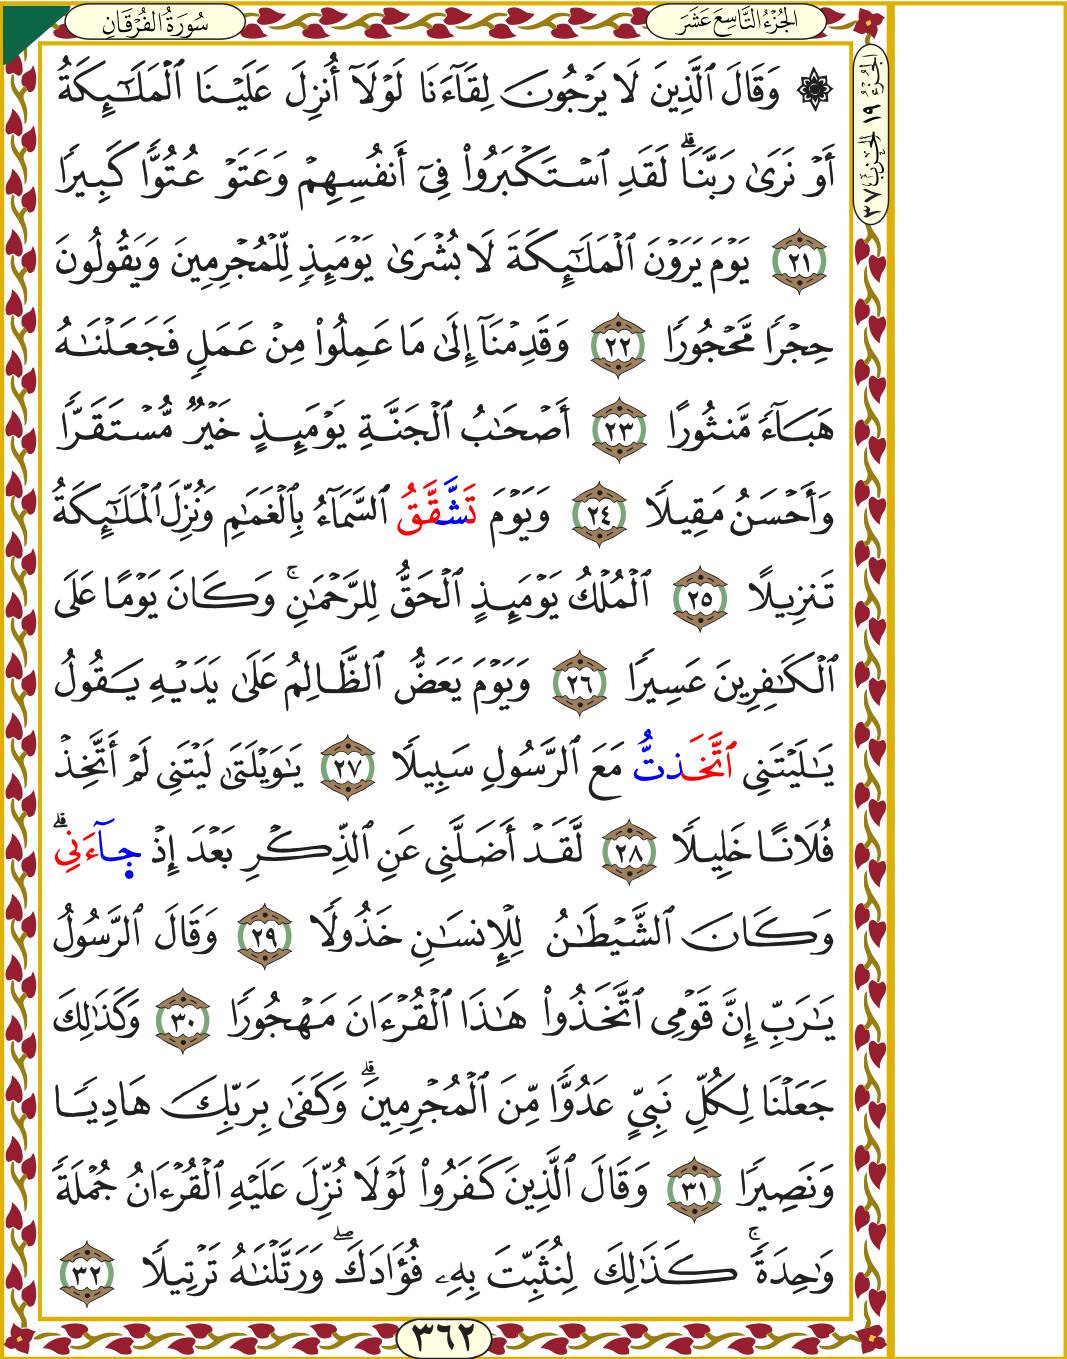 سُورَةُ الفُرۡقَانِ
الجُزۡءُ التَّاسِعَ عَشَرَ
الجُزۡءُ ١٩ الحِزۡبُ ٣٧
۞ وَقَالَ ٱلَّذِينَ لَا يَرۡجُونَ لِقَآءَنَا لَوۡلَآ أُنزِلَ عَلَيۡنَا ٱلۡمَلَٰٓئِكَةُ
أَوۡ نَرَىٰ رَبَّنَاۗ لَقَدِ ٱسۡتَكۡبَرُواْ فِيٓ أَنفُسِهِمۡ وَعَتَوۡ عُتُوّٗا كَبِيرٗا
٢١ يَوۡمَ يَرَوۡنَ ٱلۡمَلَٰٓئِكَةَ لَا بُشۡرَىٰ يَوۡمَئِذٖ لِّلۡمُجۡرِمِينَ وَيَقُولُونَ
حِجۡرٗا مَّحۡجُورٗا ٢٢ وَقَدِمۡنَآ إِلَىٰ مَا عَمِلُواْ مِنۡ عَمَلٖ فَجَعَلۡنَٰهُ
هَبَآءٗ مَّنثُورًا ٢٣ أَصۡحَٰبُ ٱلۡجَنَّةِ يَوۡمَئِذٍ خَيۡرٞ مُّسۡتَقَرّٗا
وَأَحۡسَنُ مَقِيلٗا ٢٤ وَيَوۡمَ تَشَّقَّقُ ٱلسَّمَآءُ بِٱلۡغَمَٰمِ وَنُزِّلَ ٱلۡمَلَٰٓئِكَةُ
تَنزِيلًا ٢٥ ٱلۡمُلۡكُ يَوۡمَئِذٍ ٱلۡحَقُّ لِلرَّحۡمَٰنِۚ وَكَانَ يَوۡمًا عَلَى
ٱلۡكَٰفِرِينَ عَسِيرٗا ٢٦ وَيَوۡمَ يَعَضُّ ٱلظَّالِمُ عَلَىٰ يَدَيۡهِ يَقُولُ
يَٰلَيۡتَنِي ٱتَّخَذتُّ مَعَ ٱلرَّسُولِ سَبِيلٗا ٢٧ يَٰوَيۡلَتَىٰ لَيۡتَنِي لَمۡ أَتَّخِذۡ
فُلَانًا خَلِيلٗا ٢٨ لَّقَدۡ أَضَلَّنِي عَنِ ٱلذِّكۡرِ بَعۡدَ إِذۡ جَآءَنِيۗ
وَكَانَ ٱلشَّيۡطَٰنُ لِلۡإِنسَٰنِ خَذُولٗا ٢٩ وَقَالَ ٱلرَّسُولُ
يَٰرَبِّ إِنَّ قَوۡمِي ٱتَّخَذُواْ هَٰذَا ٱلۡقُرۡءَانَ مَهۡجُورٗا ٣٠ وَكَذَٰلِكَ
جَعَلۡنَا لِكُلِّ نَبِيٍّ عَدُوّٗا مِّنَ ٱلۡمُجۡرِمِينَۗ وَكَفَىٰ بِرَبِّكَ هَادِيٗا
وَنَصِيرٗا ٣١ وَقَالَ ٱلَّذِينَ كَفَرُواْ لَوۡلَا نُزِّلَ عَلَيۡهِ ٱلۡقُرۡءَانُ جُمۡلَةٗ
وَٰحِدَةٗۚ كَذَٰلِكَ لِنُثَبِّتَ بِهِۦ فُؤَادَكَۖ وَرَتَّلۡنَٰهُ تَرۡتِيلٗا ٣٢
٣٦٢